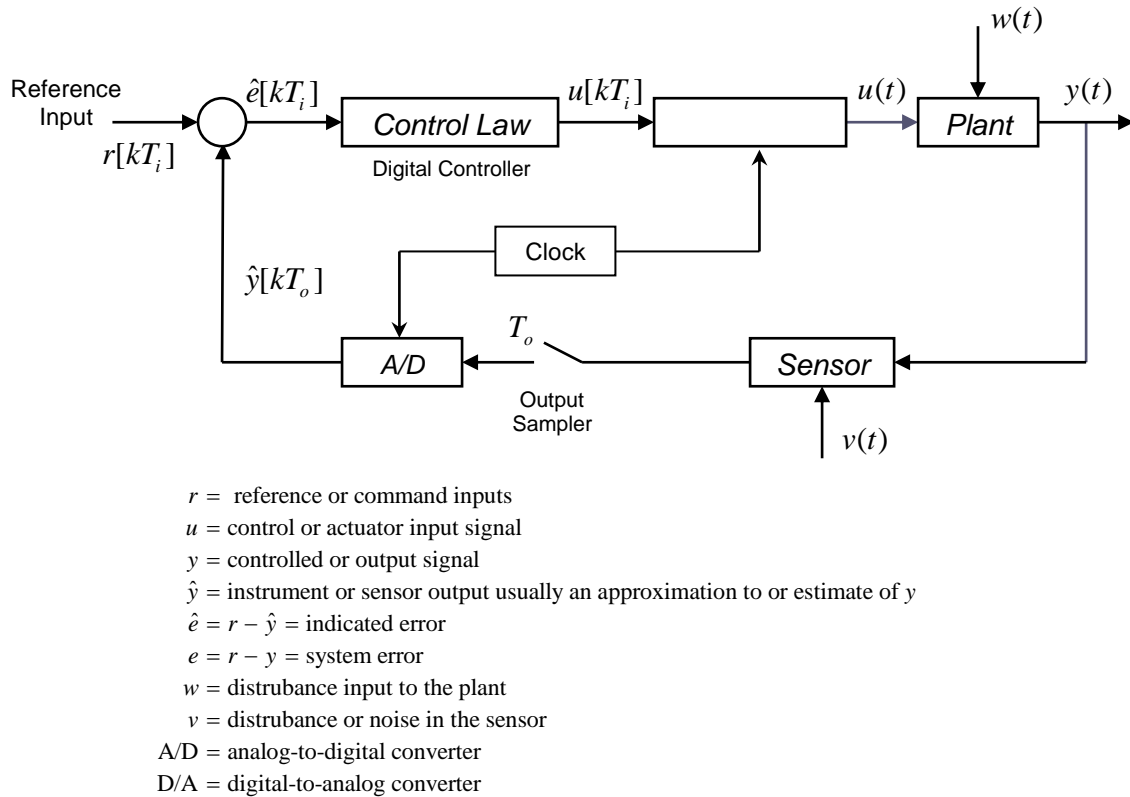 w(t)
Reference
Input
r[kT_i]
ê[kT_i]
Control Law
Digital Controller
u[kT_i]
u(t)
Plant
y(t)
Clock
ŷ[kT_o]
A/D
T_o
Output
Sampler
Sensor
v(t)
r = reference or command inputs
u = control or actuator input signal
y = controlled or output signal
ŷ = instrument or sensor output usually an approximation to or estimate of y
ê = r − ŷ = indicated error
e = r − y = system error
w = distrubance input to the plant
v = distrubance or noise in the sensor
A/D = analog-to-digital converter
D/A = digital-to-analog converter